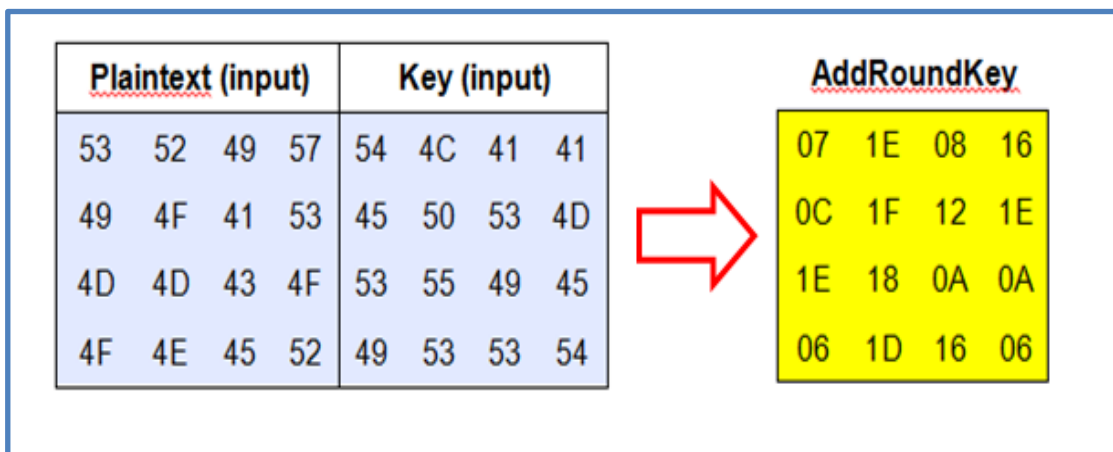 Plaintext (input) Key (input) AddRoundKey
53 52 49 57 54 4C 41 41 07 1E 08 16
49 4F 41 53 45 50 53 4D 0C 1F 12 1E
4D 4D 43 4F 53 55 49 45 1E 18 0A 0A
4F 4E 45 52 49 53 53 54 06 1D 16 06